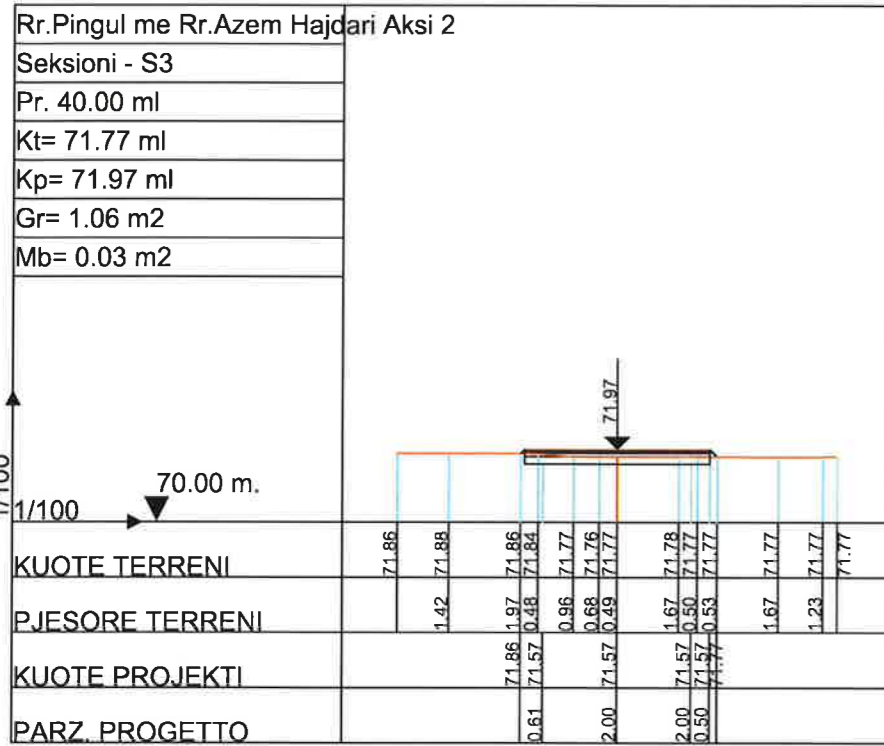 Rr.Pingul me Rr.Azem Hajdari Aksi 2
Seksioni - S3
Pr. 40.00 ml
Kt= 71.77 ml
Kp= 71.97 ml
Gr= 1.06 m2
Mb= 0.03 m2
71.97
70.00 m.
1/100
1/100
KUOTE TERRENI 71.86 71.88 71.86 71.84 71.77 71.76 71.77 71.78 71.77 71.77 71.77 71.77 71.77
PJESORE TERRENI 1.42 1.97 0.48 0.96 0.68 0.49 1.67 0.50 0.53 1.67 1.23
KUOTE PROJEKTI 71.86 71.57 71.57 71.57 71.57 71.77
PARZ. PROGETTO 0.61 2.00 2.00 0.50